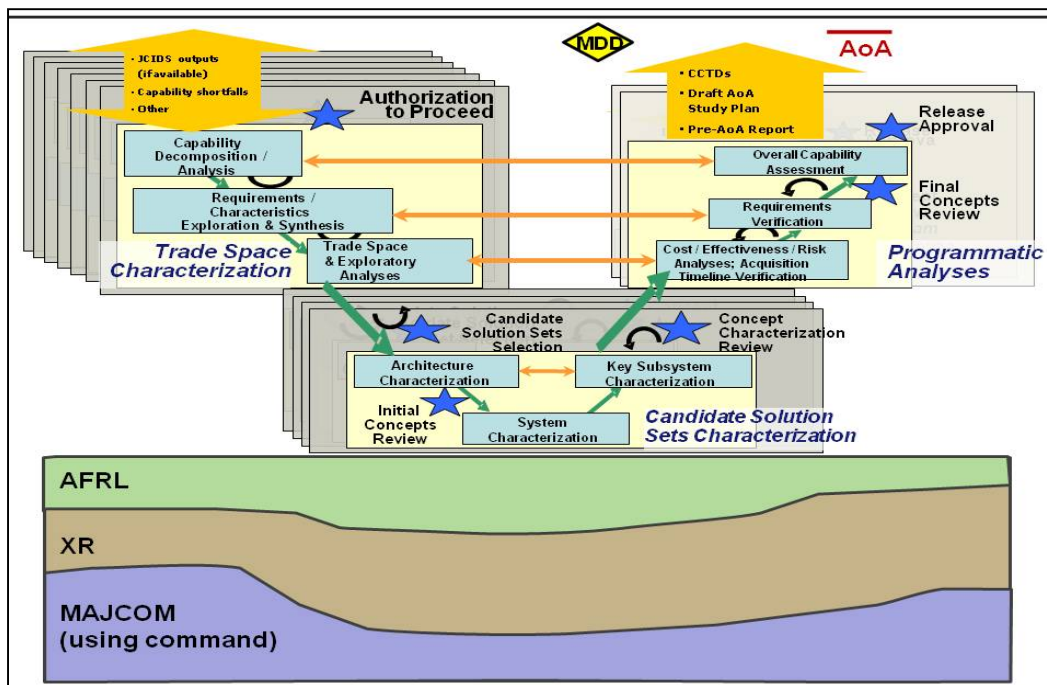 MDD
AoA
▪ JCIDS outputs
(ifavailable)
▪ Capability shortfalls
▪ Other
▪ CCTDs
▪ Draft AoA
Study Plan
▪ Pre-AoA Report
Authorization
to Proceed
Release
Approval
Capability
Decomposition /
Analysis
Overall Capability
Assessment
Final
Concepts
Review
Requirements /
Characteristics
Exploration & Synthesis
Requirements
Verification
Trade Space
Characterization
Trade Space
& Exploratory
Analyses
Cost / Effectiveness / Risk
Analyses; Acquisition
Timeline Verification
Programmatic
Analyses
Candidate
Solution Sets
Selection
Concept
Characterization
Review
Architecture
Characterization
Key Subsystem
Characterization
Initial
Concepts
Review
System
Characterization
Candidate Solution
Sets Characterization
AFRL
XR
MAJCOM
(using command)